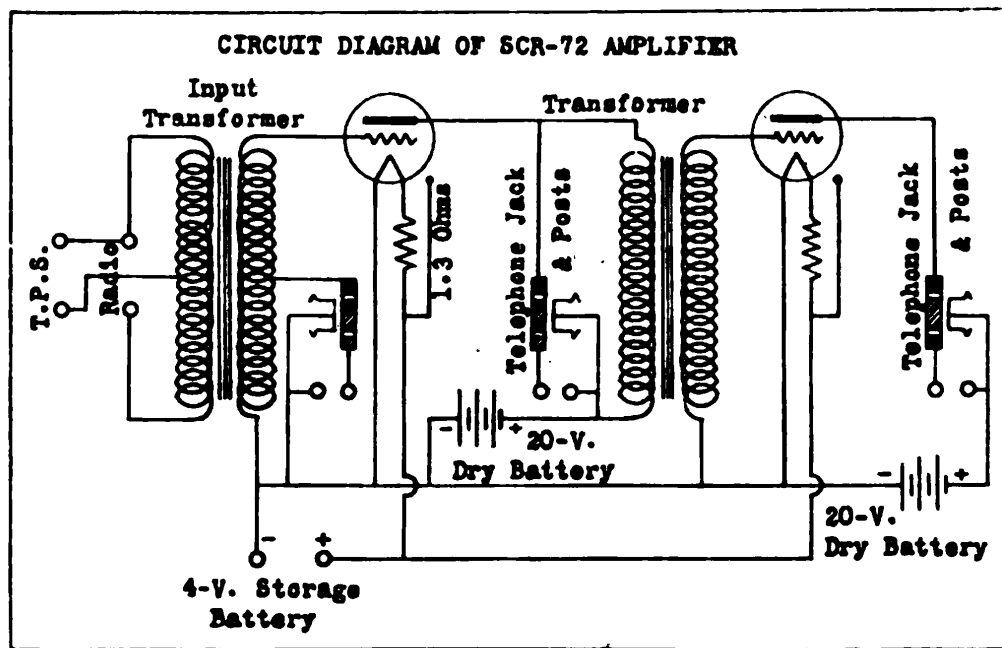 CIRCUIT DIAGRAM OF SCR-72 AMPLIFIER
Input
Transformer
Transformer
T.P.S.
Radio
1.3 Ohms
Telephone Jack
& Posts
Telephone Jack
& Posts
- +
20-V.
Dry Battery
- +
20-V.
Dry Battery
- +
4-V. Storage
Battery